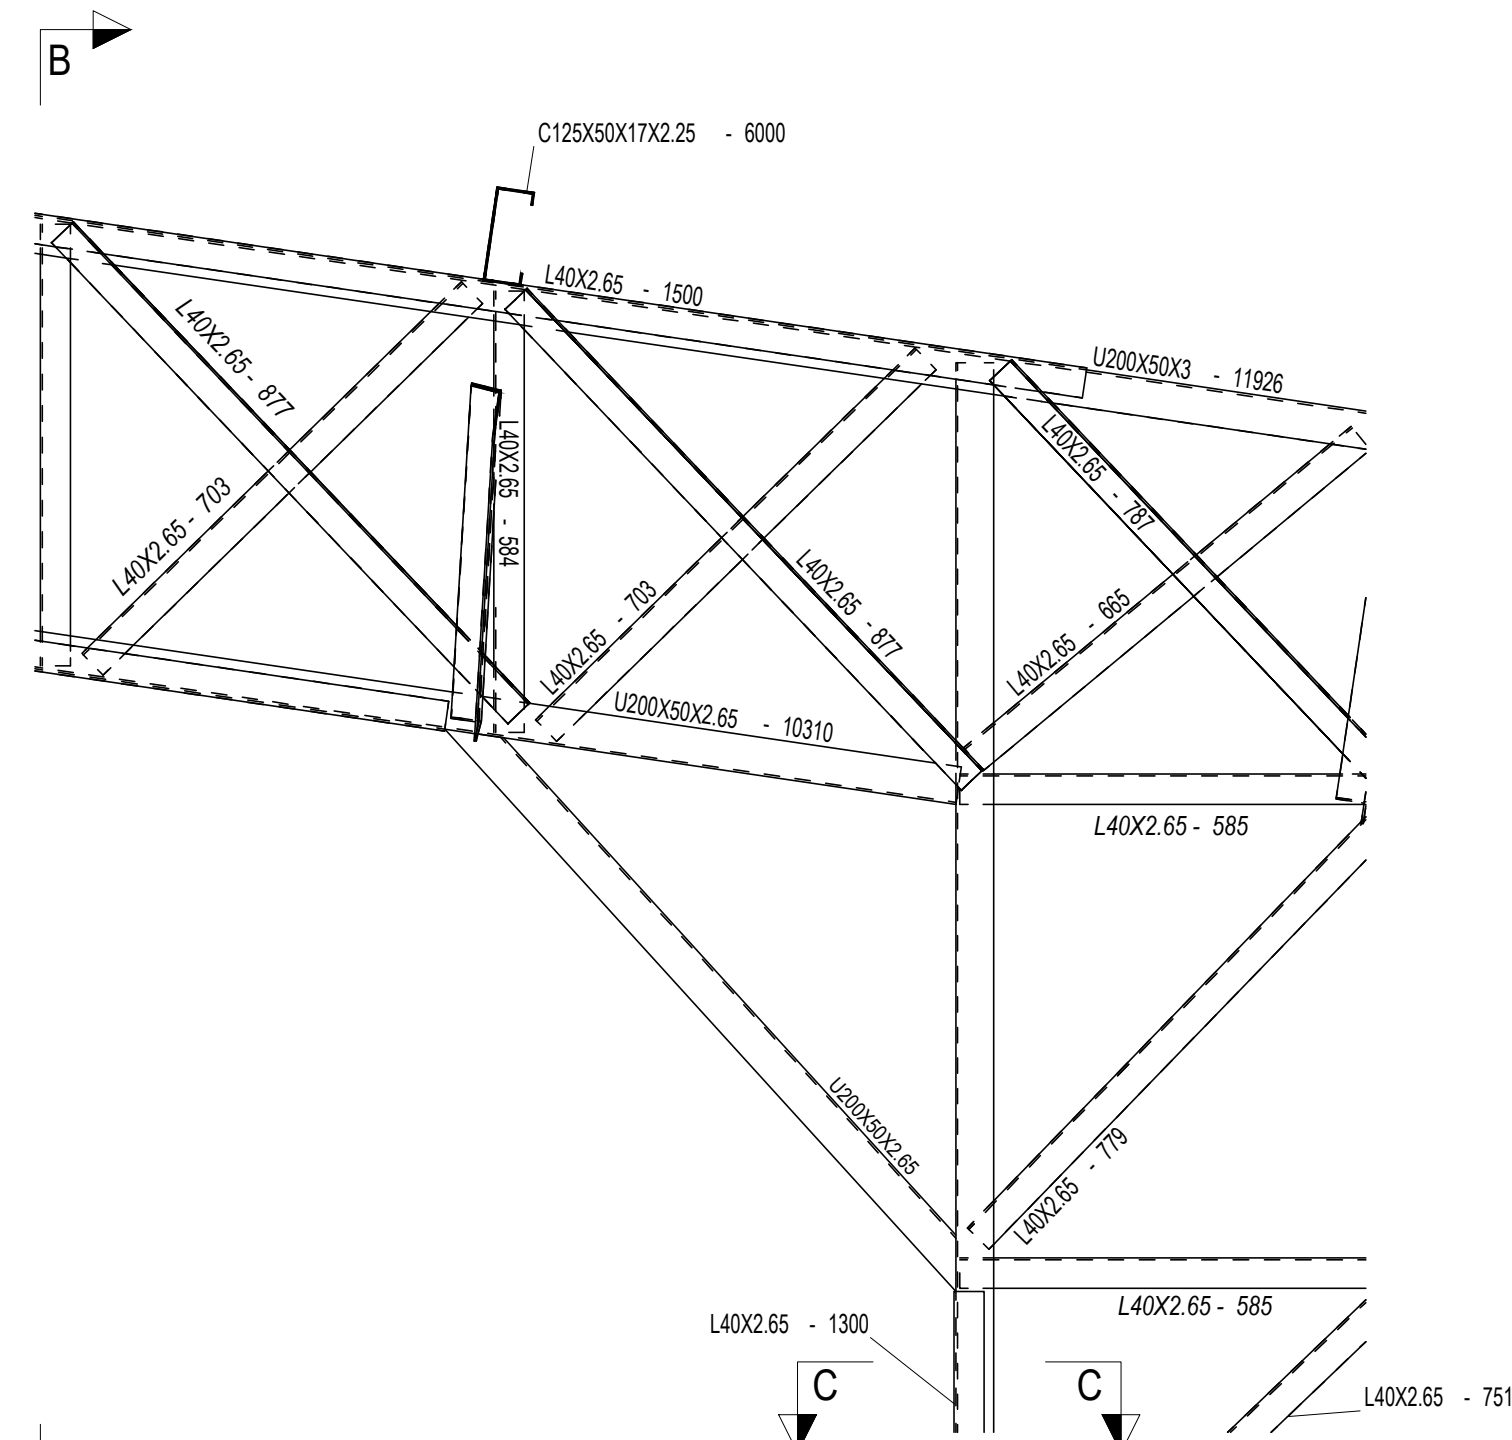 B
C125X50X17X2.25 - 6000
L40X2.65 - 1500
U200X50X3 - 11926
L40X2.65 - 877
L40X2.65 - 703
L40X2.65 - 584
L40X2.65 - 787
L40X2.65 - 877
L40X2.65 - 703
L40X2.65 - 665
U200X50X2.65 - 10310
L40X2.65 - 585
U200X50X2.65
L40X2.65 - 779
L40X2.65 - 585
L40X2.65 - 1300
C
C
L40X2.65 - 751